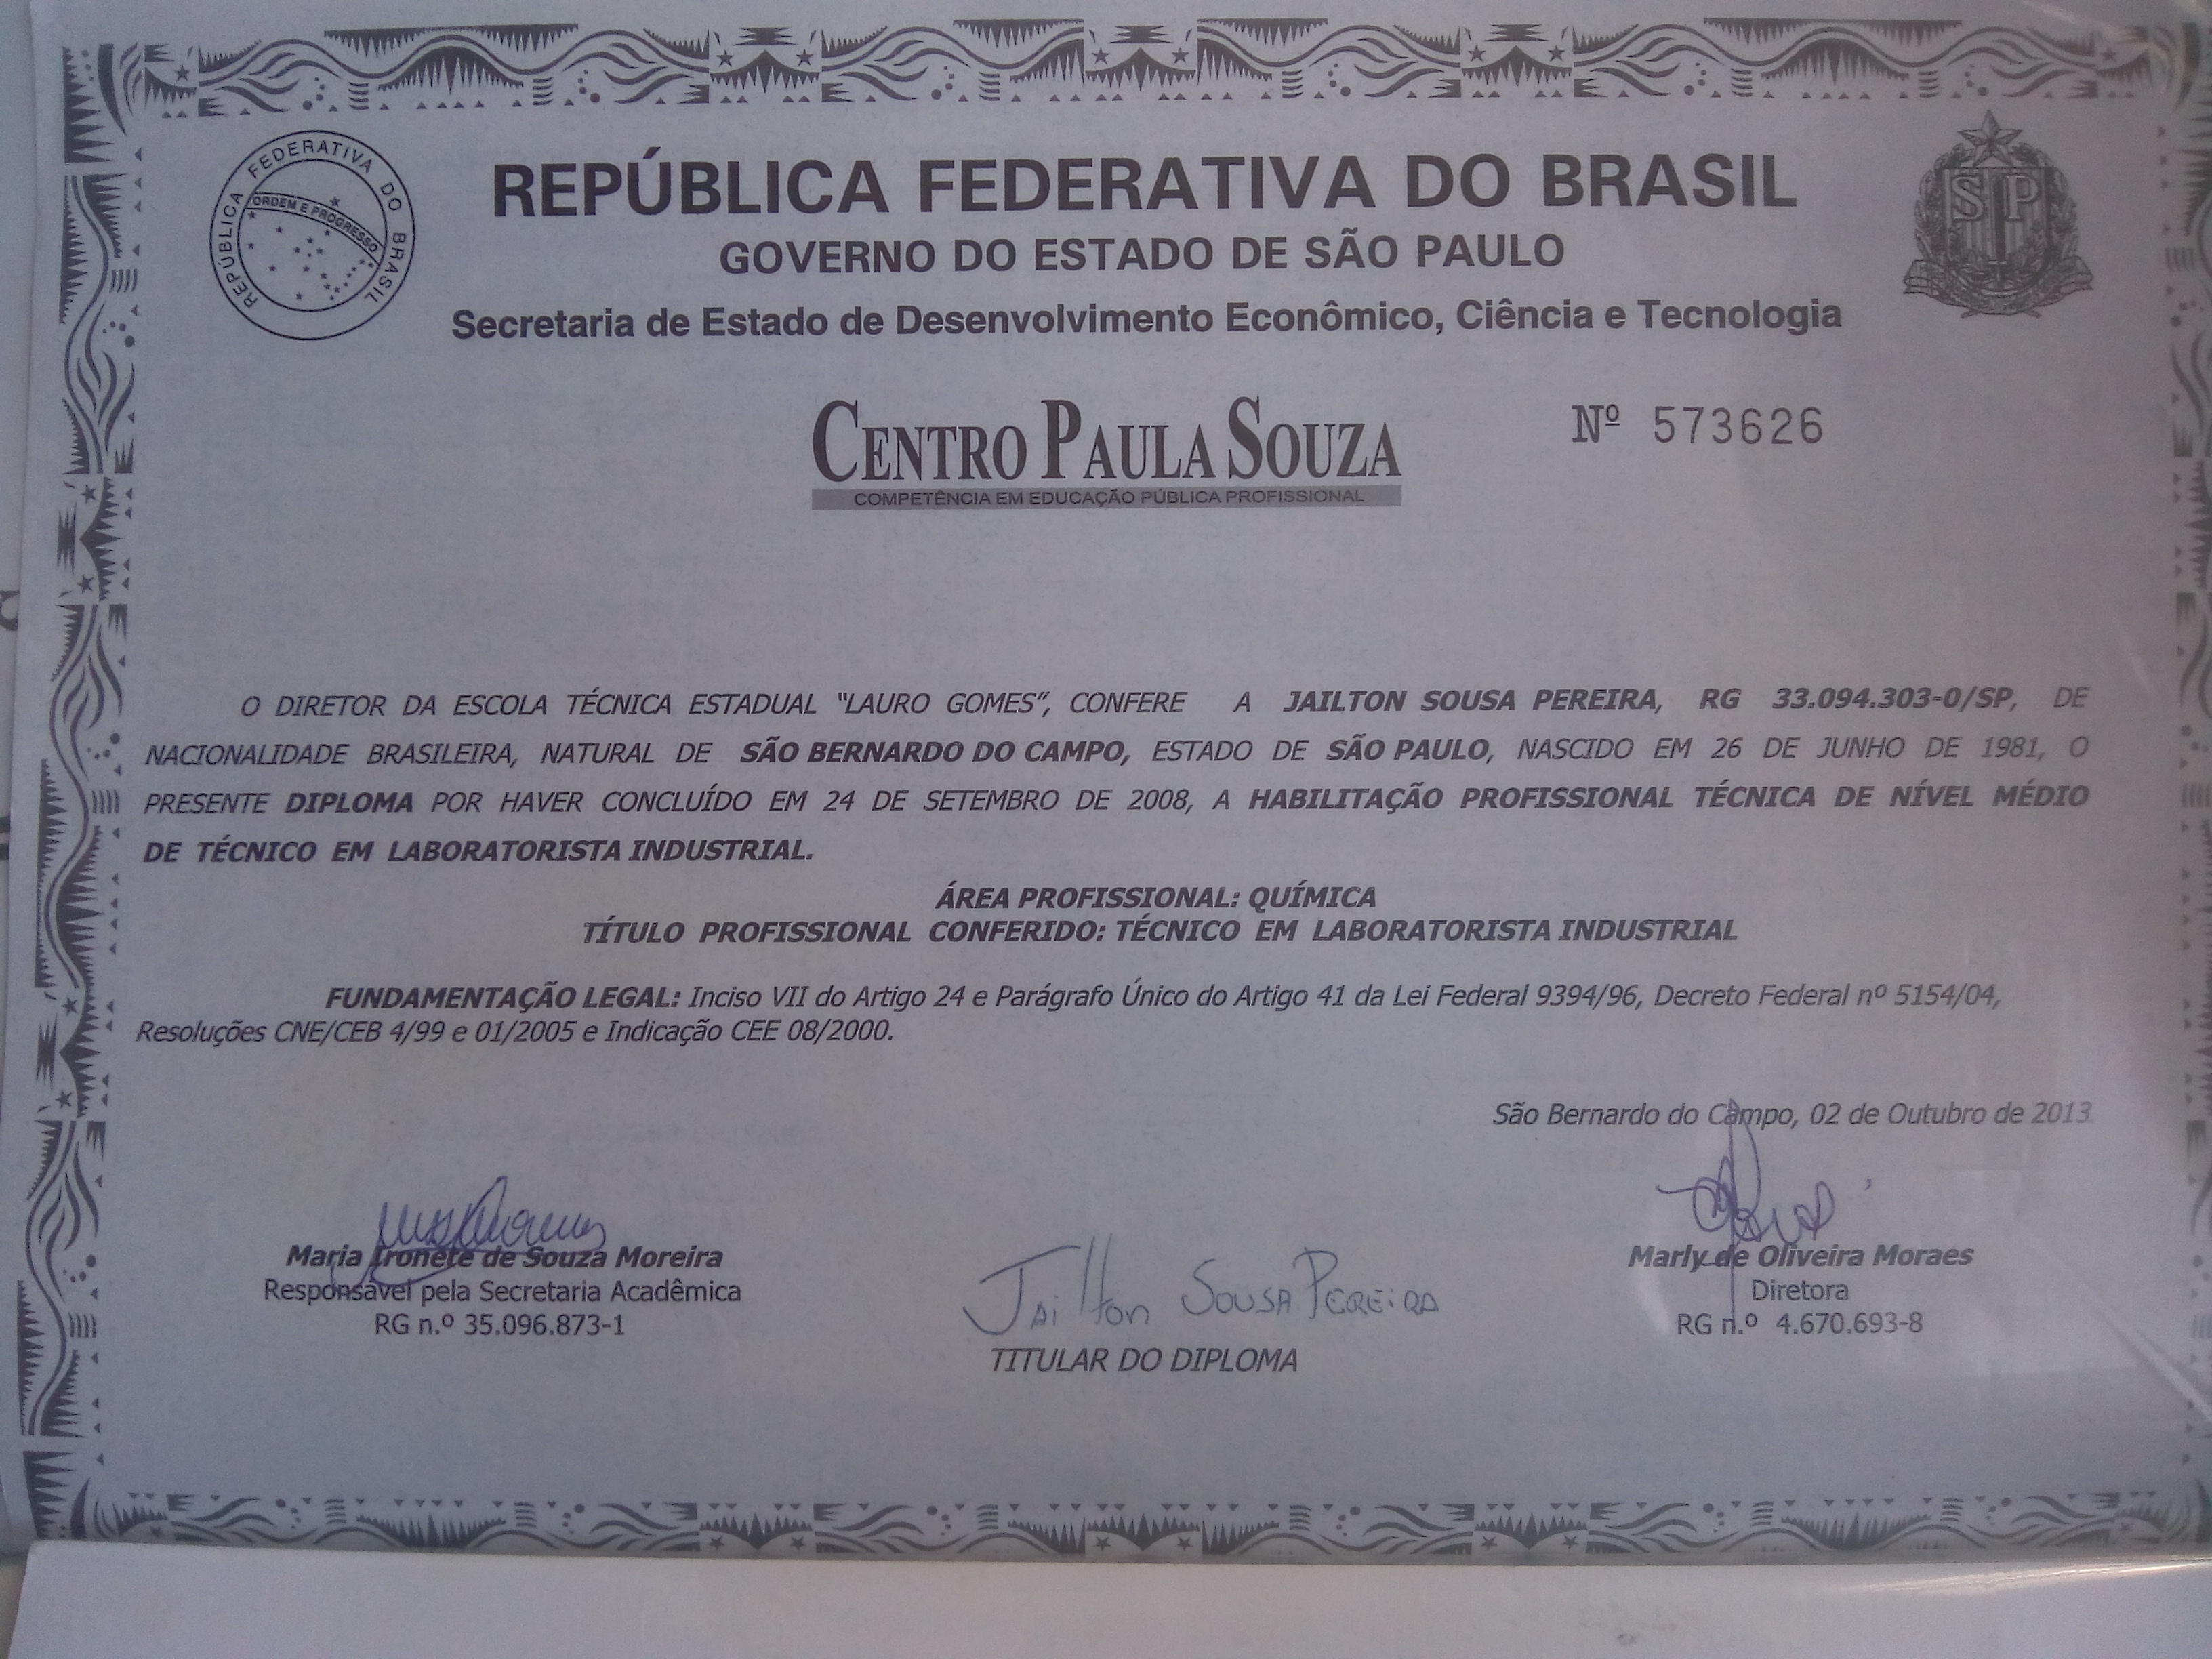 REPÚBLICA FEDERATIVA DO BRASIL
ORDEM E PROGRESSO
SP
REPÚBLICA FEDERATIVA DO BRASIL
GOVERNO DO ESTADO DE SÃO PAULO
Secretaria de Estado de Desenvolvimento Econômico, Ciência e Tecnologia
CENTRO PAULA SOUZA
COMPETÊNCIA EM EDUCAÇÃO PÚBLICA PROFISSIONAL
Nº 573626
O DIRETOR DA ESCOLA TÉCNICA ESTADUAL “LAURO GOMES”, CONFERE A JAILTON SOUSA PEREIRA, RG 33.094.303-0/SP, DE
NACIONALIDADE BRASILEIRA, NATURAL DE SÃO BERNARDO DO CAMPO, ESTADO DE SÃO PAULO, NASCIDO EM 26 DE JUNHO DE 1981, O
PRESENTE DIPLOMA POR HAVER CONCLUÍDO EM 24 DE SETEMBRO DE 2008, A HABILITAÇÃO PROFISSIONAL TÉCNICA DE NÍVEL MÉDIO
DE TÉCNICO EM LABORATORISTA INDUSTRIAL.
ÁREA PROFISSIONAL: QUÍMICA
TÍTULO PROFISSIONAL CONFERIDO: TÉCNICO EM LABORATORISTA INDUSTRIAL
FUNDAMENTAÇÃO LEGAL: Inciso VII do Artigo 24 e Parágrafo Único do Artigo 41 da Lei Federal 9394/96, Decreto Federal nº 5154/04,
Resoluções CNE/CEB 4/99 e 01/2005 e Indicação CEE 08/2000.
São Bernardo do Campo, 02 de Outubro de 2013
Maria Ironete de Souza Moreira
Responsável pela Secretaria Acadêmica
RG n.º 35.096.873-1
Jailton Sousa Pereira
TITULAR DO DIPLOMA
Marly de Oliveira Moraes
Diretora
RG n.º 4.670.693-8